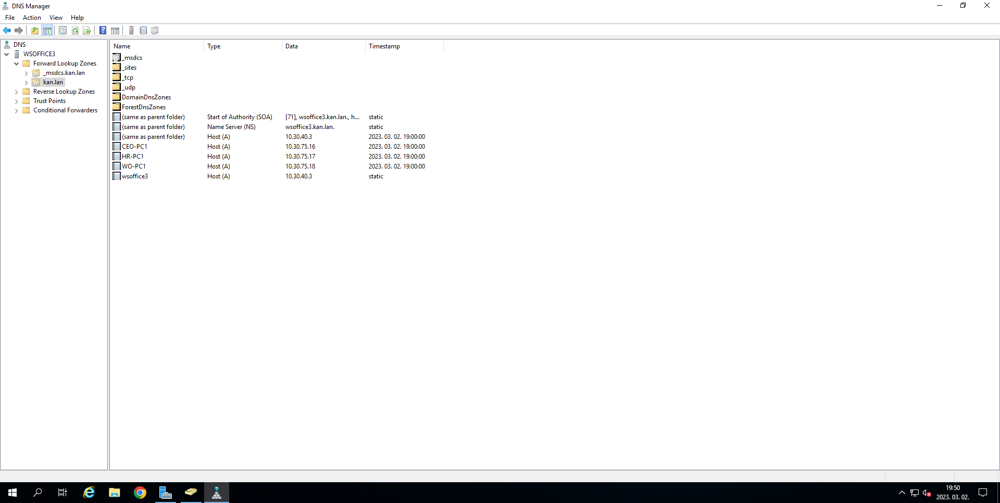 DNS Manager
File Action View Help
DNS
WSOFFICE3
Forward Lookup Zones
_msdcs.kan.lan
kan.lan
Reverse Lookup Zones
Trust Points
Conditional Forwarders
Name Type Data Timestamp
_msdcs
_sites
_tcp
_udp
DomainDnsZones
ForestDnsZones
(same as parent folder) Start of Authority (SOA) [71], wsoffice3.kan.lan., h... static
(same as parent folder) Name Server (NS) wsoffice3.kan.lan. static
(same as parent folder) Host (A) 10.30.40.3 2023. 03. 02. 19:00:00
CEO-PC1 Host (A) 10.30.75.16 2023. 03. 02. 19:00:00
HR-PC1 Host (A) 10.30.75.17 2023. 03. 02. 19:00:00
WO-PC1 Host (A) 10.30.75.18 2023. 03. 02. 19:00:00
wsoffice3 Host (A) 10.30.40.3 static
19:50
2023. 03. 02.